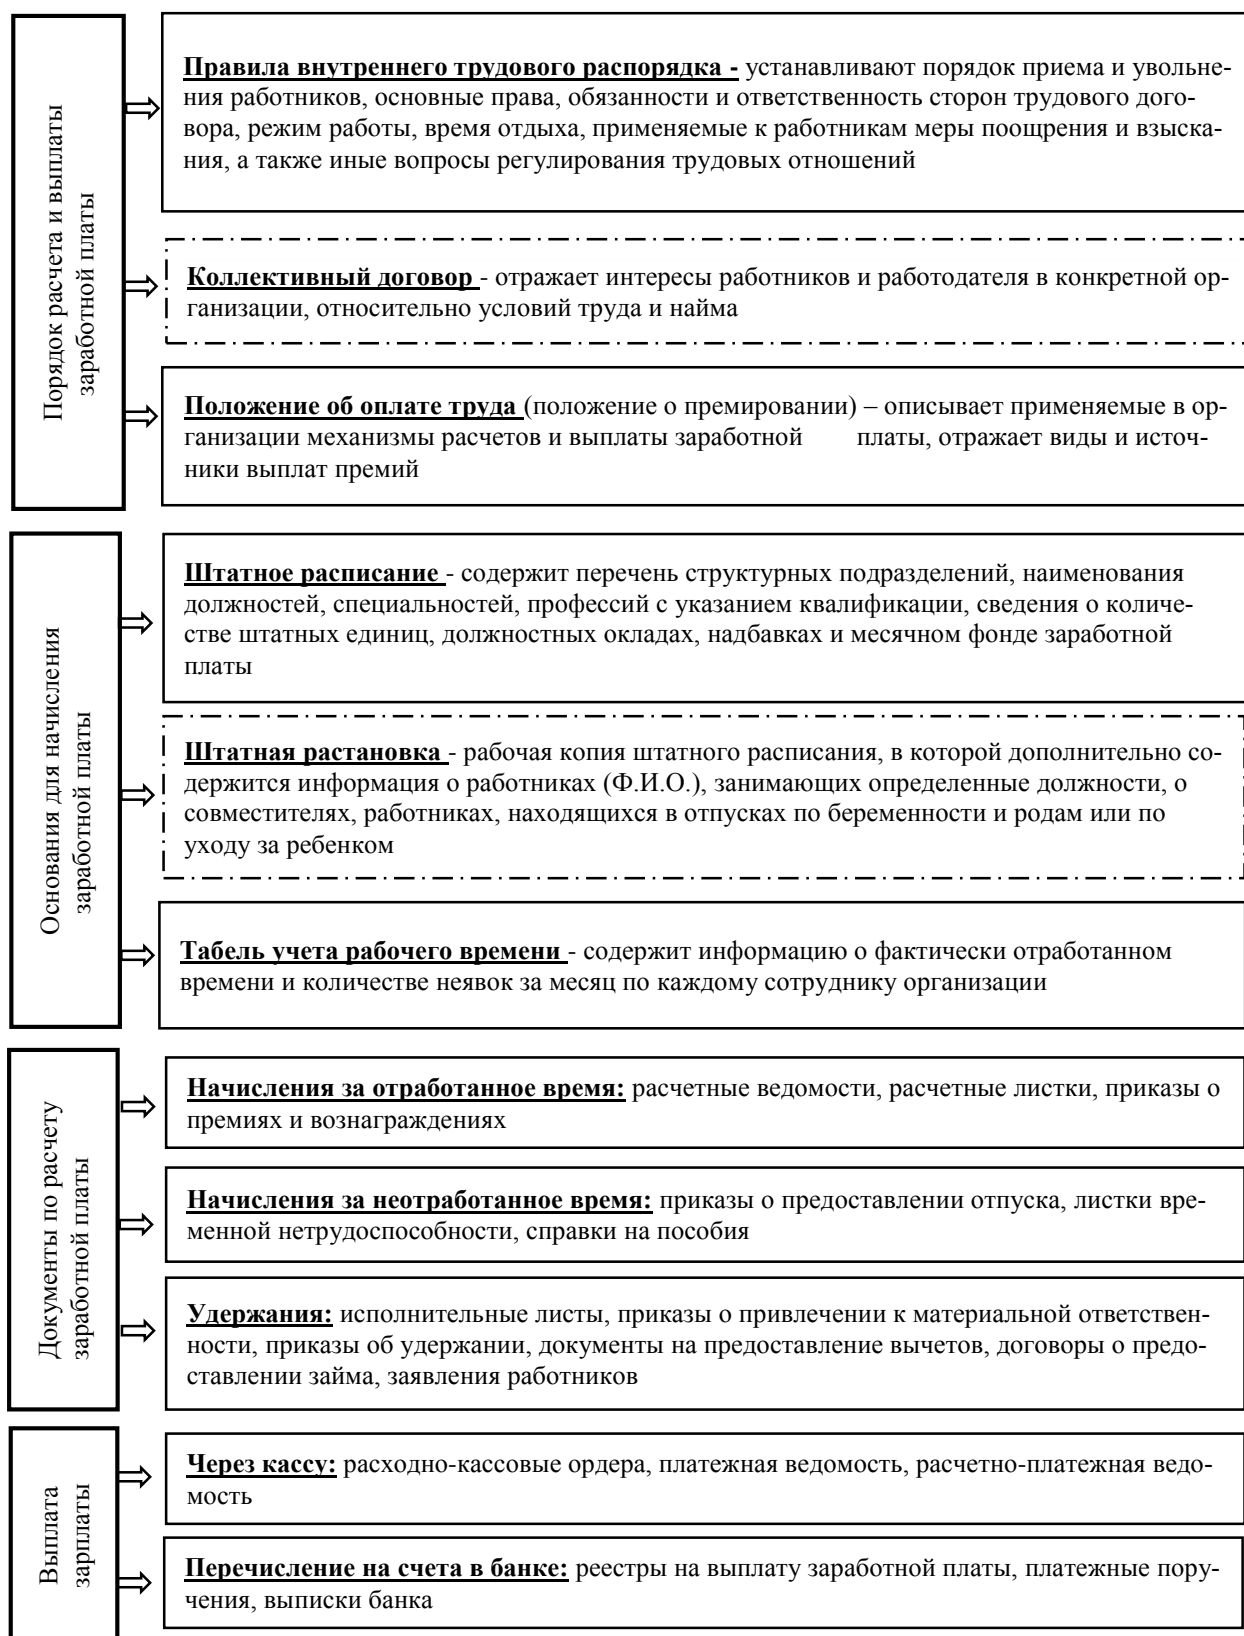 Порядок расчета и выплаты
заработной платы
Правила внутреннего трудового распорядка - устанавливают порядок приема и увольне-
ния работников, основные права, обязанности и ответственность сторон трудового дого-
вора, режим работы, время отдыха, применяемые к работникам меры поощрения и взыска-
ния, а также иные вопросы регулирования трудовых отношений
Коллективный договор - отражает интересы работников и работодателя в конкретной ор-
ганизации, относительно условий труда и найма
Положение об оплате труда (положение о премировании) – описывает применяемые в ор-
ганизации механизмы расчетов и выплаты заработной платы, отражает виды и источ-
ники выплат премий
Основания для начисления
заработной платы
Штатное расписание - содержит перечень структурных подразделений, наименования
должностей, специальностей, профессий с указанием квалификации, сведения о количе-
стве штатных единиц, должностных окладах, надбавках и месячном фонде заработной
платы
Штатная растановка - рабочая копия штатного расписания, в которой дополнительно со-
держится информация о работниках (Ф.И.О.), занимающих определенные должности, о
совместителях, работниках, находящихся в отпусках по беременности и родам или по
уходу за ребенком
Табель учета рабочего времени - содержит информацию о фактически отработанном
времени и количестве неявок за месяц по каждому сотруднику организации
Документы по расчету
заработной платы
Начисления за отработанное время: расчетные ведомости, расчетные листки, приказы о
премиях и вознаграждениях
Начисления за неотработанное время: приказы о предоставлении отпуска, листки вре-
менной нетрудоспособности, справки на пособия
Удержания: исполнительные листы, приказы о привлечении к материальной ответствен-
ности, приказы об удержании, документы на предоставление вычетов, договоры о предо-
ставлении займа, заявления работников
Выплата
зарплаты
Через кассу: расходно-кассовые ордера, платежная ведомость, расчетно-платежная ведо-
мость
Перечисление на счета в банке: реестры на выплату заработной платы, платежные пору-
чения, выписки банка